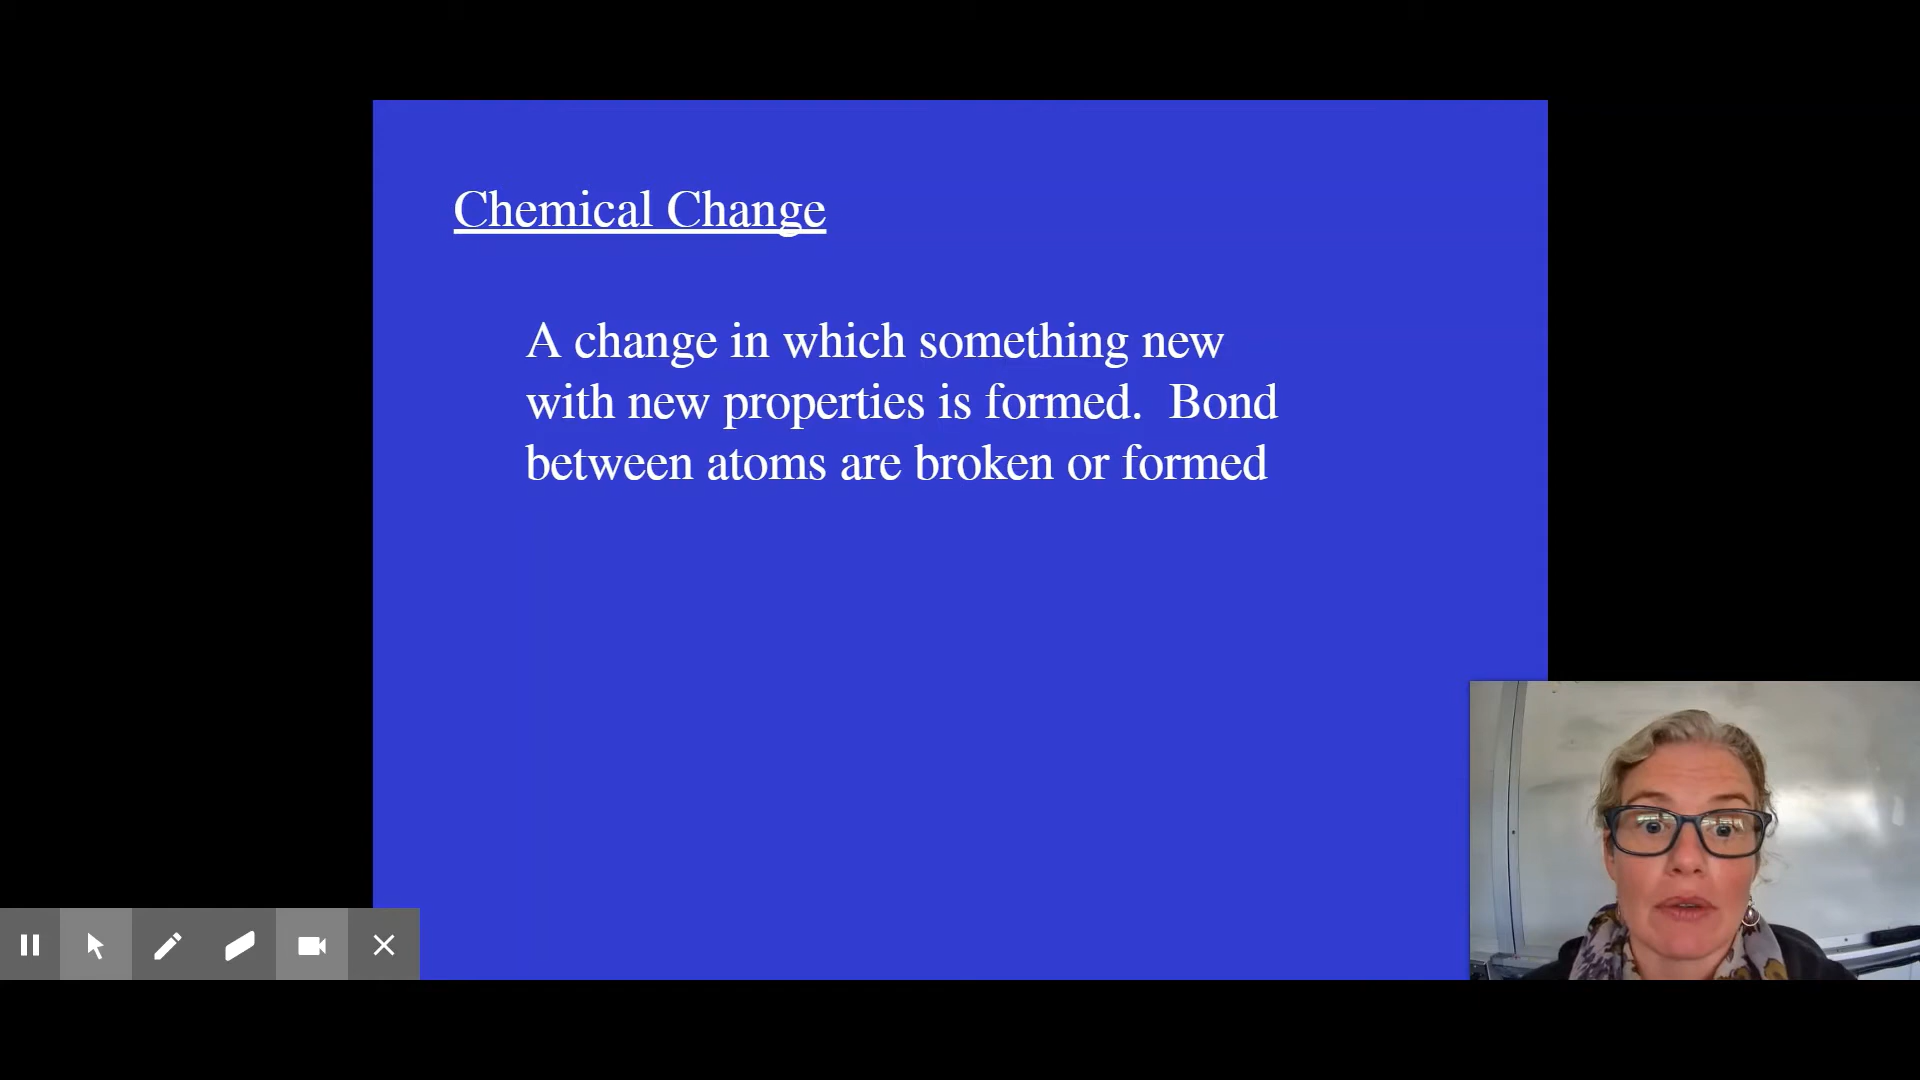 Chemical Change
A change in which something new
with new properties is formed.  Bond
between atoms are broken or formed